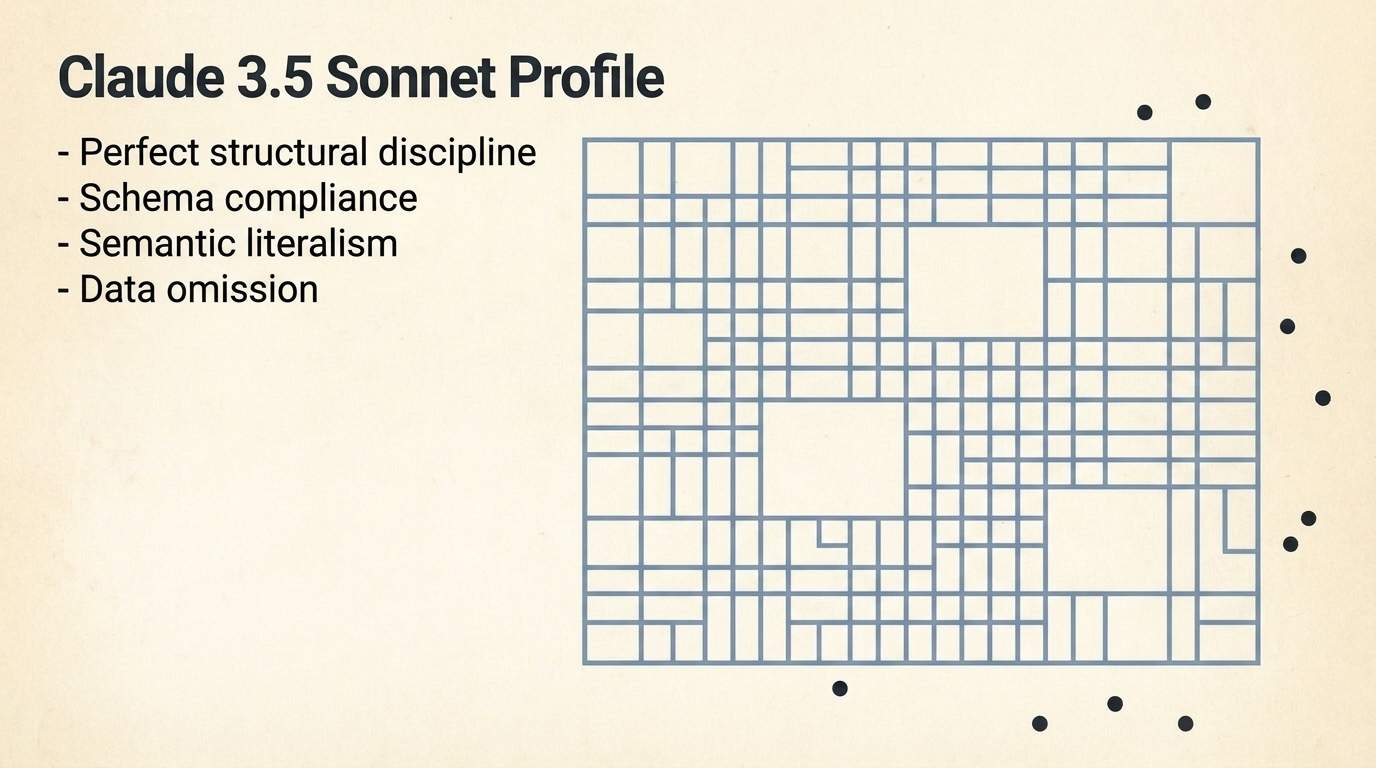 Claude 3.5 Sonnet Profile
- Perfect structural discipline
- Schema compliance
- Semantic literalism
- Data omission